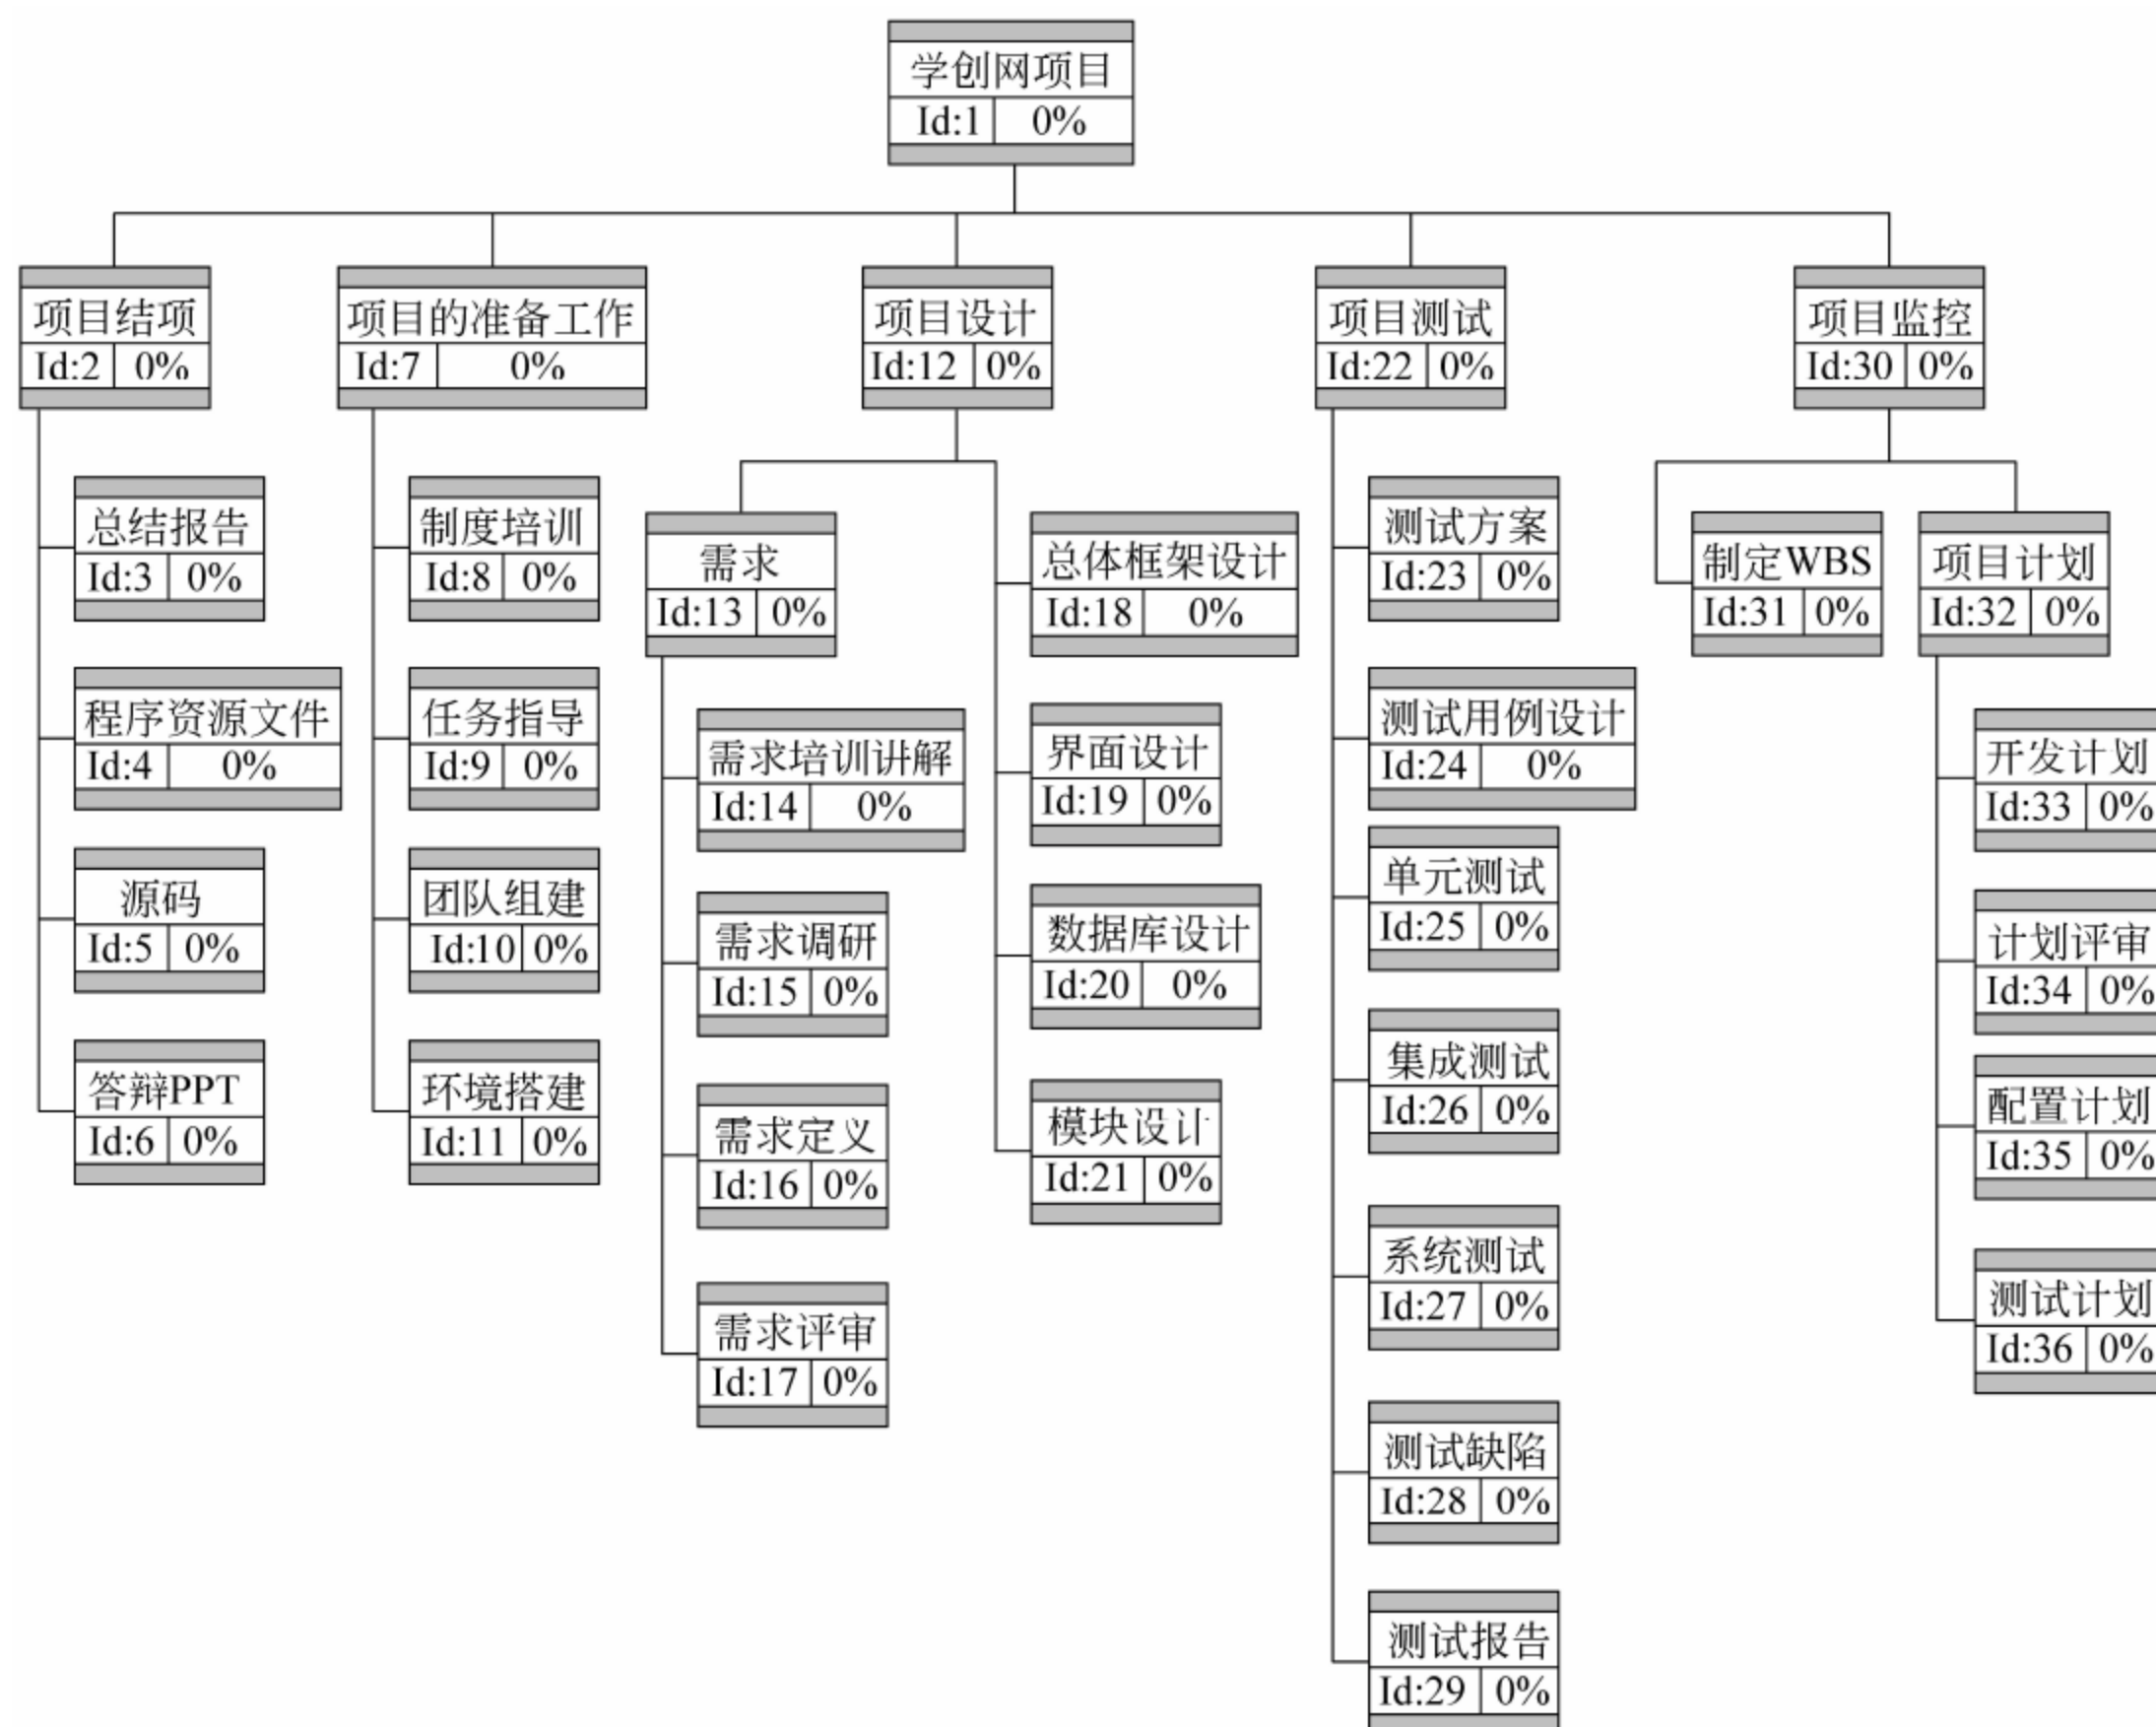 学创网项目
Id:1 0%
项目结项
Id:2 0%
总结报告
Id:3 0%
程序资源文件
Id:4 0%
源码
Id:5 0%
答辩PPT
Id:6 0%
项目的准备工作
Id:7 0%
制度培训
Id:8 0%
任务指导
Id:9 0%
团队组建
Id:10 0%
环境搭建
Id:11 0%
项目设计
Id:12 0%
需求
Id:13 0%
需求培训讲解
Id:14 0%
需求调研
Id:15 0%
需求定义
Id:16 0%
需求评审
Id:17 0%
总体框架设计
Id:18 0%
界面设计
Id:19 0%
数据库设计
Id:20 0%
模块设计
Id:21 0%
项目测试
Id:22 0%
测试方案
Id:23 0%
测试用例设计
Id:24 0%
单元测试
Id:25 0%
集成测试
Id:26 0%
系统测试
Id:27 0%
测试缺陷
Id:28 0%
测试报告
Id:29 0%
项目监控
Id:30 0%
制定WBS
Id:31 0%
项目计划
Id:32 0%
开发计划
Id:33 0%
计划评审
Id:34 0%
配置计划
Id:35 0%
测试计划
Id:36 0%